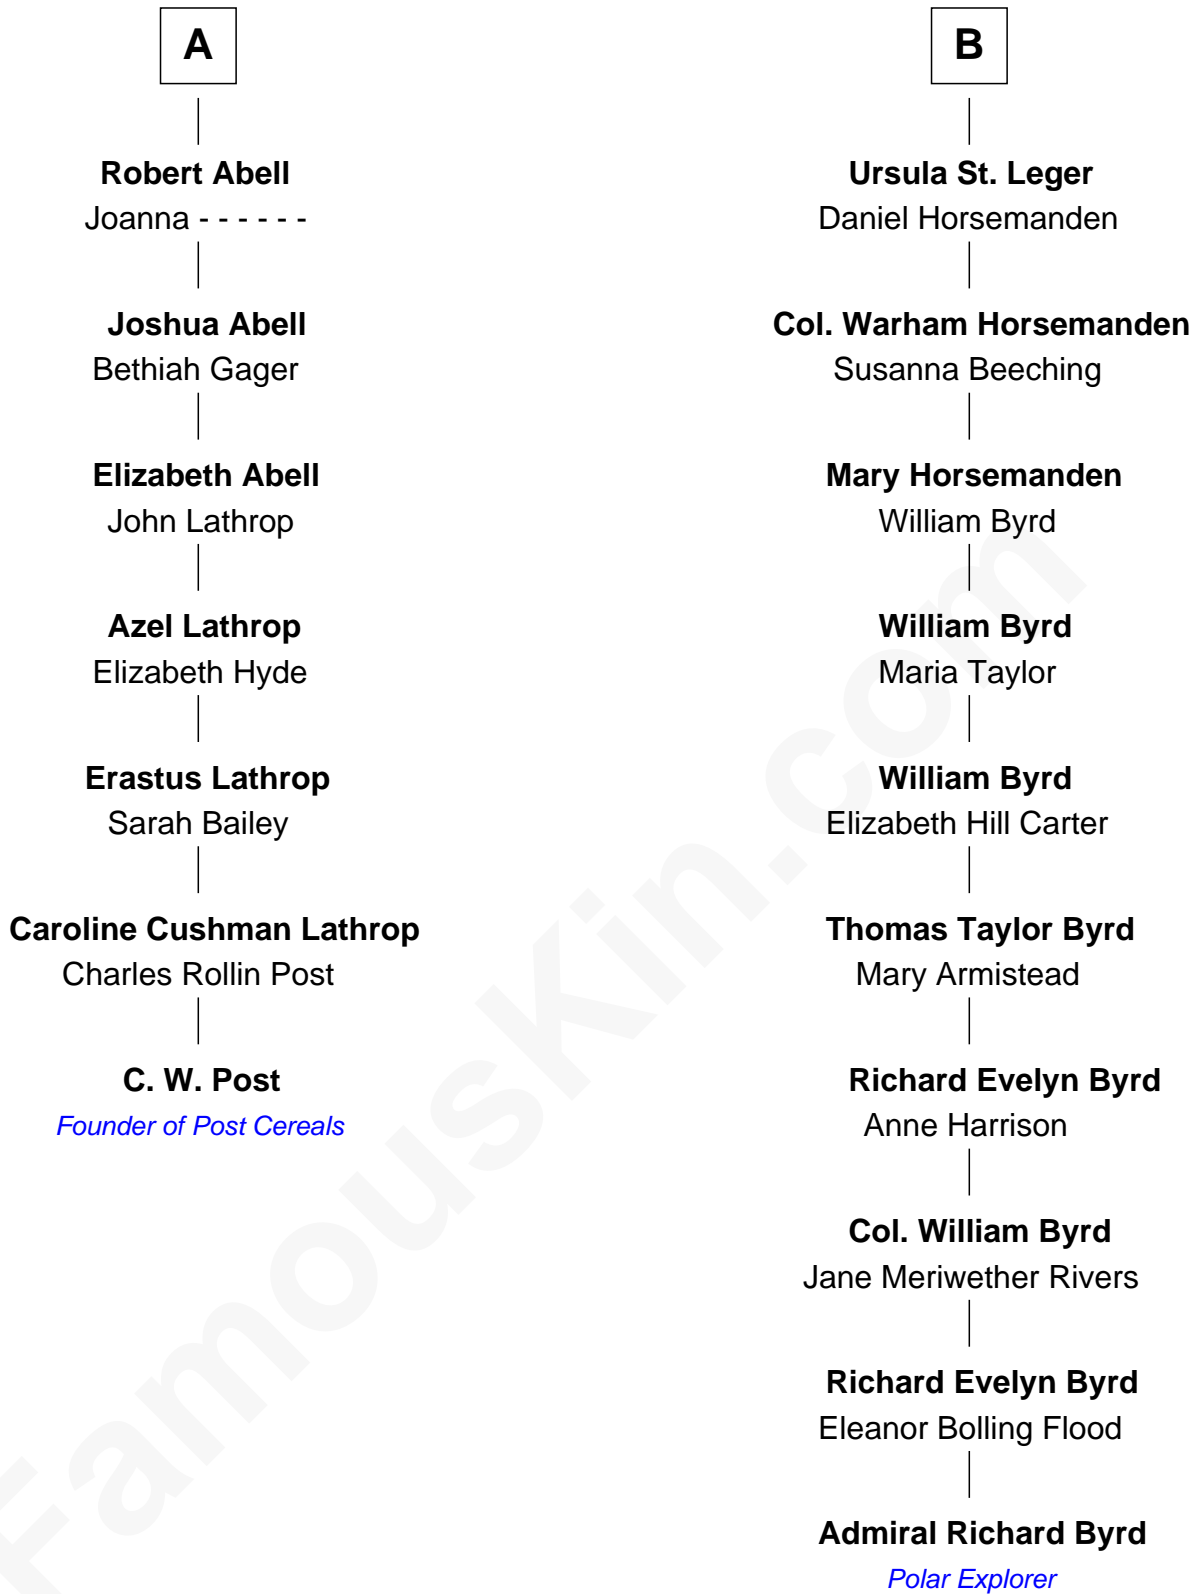 A
Robert Abell
Joanna - - - - - -
Joshua Abell
Bethiah Gager
Elizabeth Abell
John Lathrop
Azel Lathrop
Elizabeth Hyde
Erastus Lathrop
Sarah Bailey
Caroline Cushman Lathrop
Charles Rollin Post
C. W. Post
Founder of Post Cereals
B
Ursula St. Leger
Daniel Horsemanden
Col. Warham Horsemanden
Susanna Beeching
Mary Horsemanden
William Byrd
William Byrd
Maria Taylor
William Byrd
Elizabeth Hill Carter
Thomas Taylor Byrd
Mary Armistead
Richard Evelyn Byrd
Anne Harrison
Col. William Byrd
Jane Meriwether Rivers
Richard Evelyn Byrd
Eleanor Bolling Flood
Admiral Richard Byrd
Polar Explorer
FamousKin.com